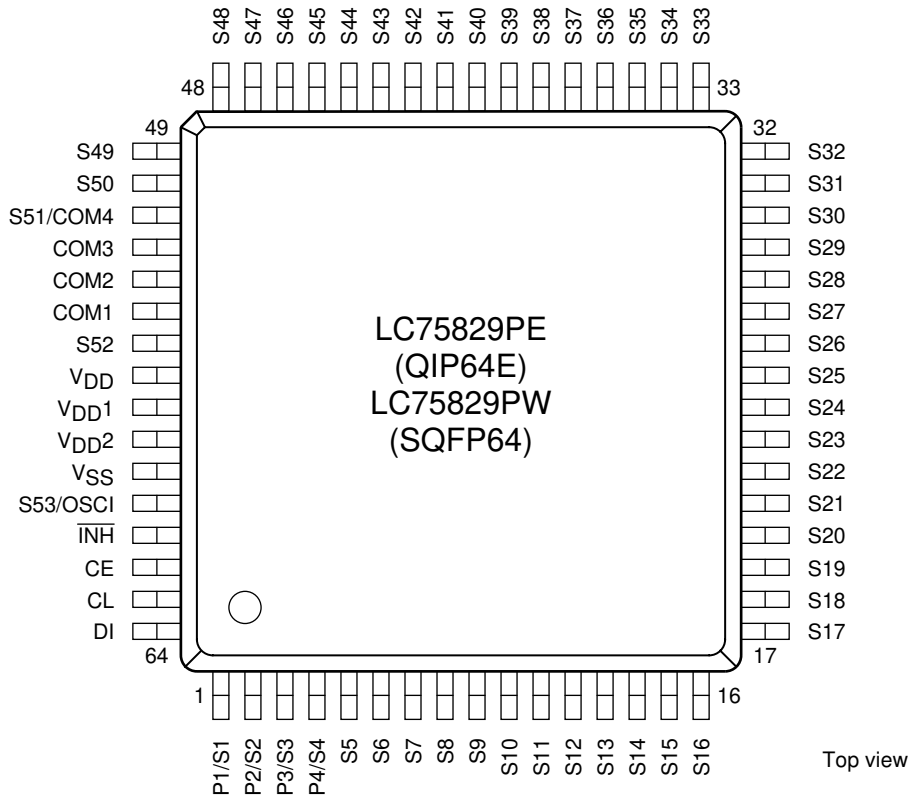 S48 S47 S46 S45 S44 S43 S42 S41 S40 S39 S38 S37 S36 S35 S34 S33
48 33
49 32
S49 S32
S50 S31
S51/COM4 S30
COM3 S29
COM2 S28
COM1 S27
S52 S26
VDD S25
VDD1 S24
VDD2 S23
VSS S22
S53/OSCI S21
I̅N̅H̅ S20
CE S19
CL S18
DI S17
LC75829PE
(QIP64E)
LC75829PW
(SQFP64)
64 17
1 16
P1/S1 P2/S2 P3/S3 P4/S4 S5 S6 S7 S8 S9 S10 S11 S12 S13 S14 S15 S16
Top view